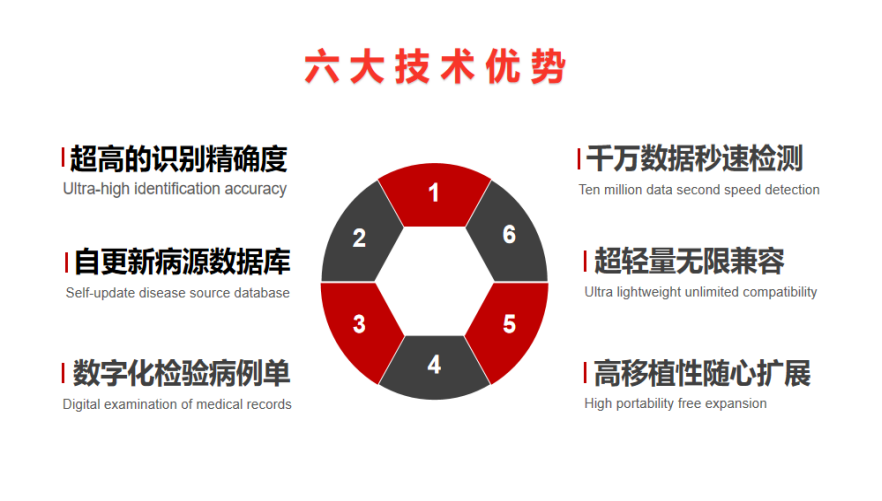 六大技术优势
超高的识别精确度
Ultra-high identification accuracy
自更新病源数据库
Self-update disease source database
数字化检验病例单
Digital examination of medical records
1
2
3
4
5
6
千万数据秒速检测
Ten million data second speed detection
超轻量无限兼容
Ultra lightweight unlimited compatibility
高移植性随心扩展
High portability free expansion